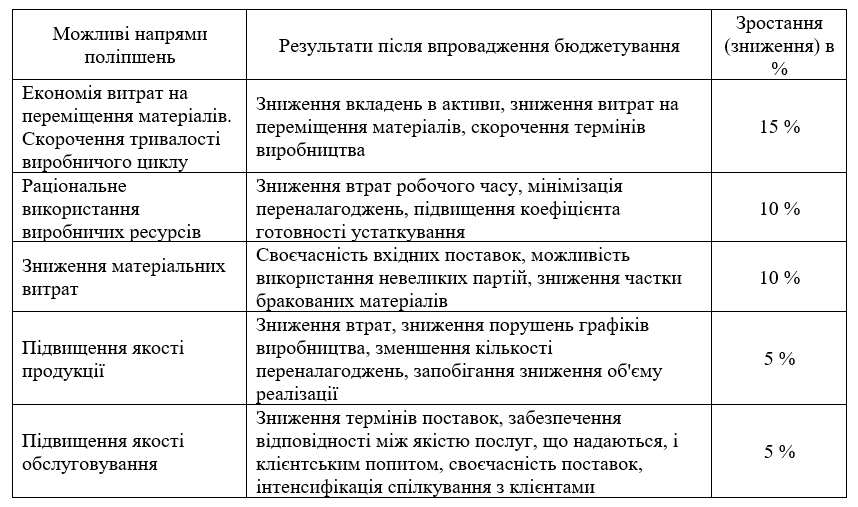 Можливі напрями
поліпшень
Результати після впровадження бюджетування
Зростання
(зниження) в
%
Економія витрат на
переміщення матеріалів.
Скорочення тривалості
виробничого циклу
Зниження вкладень в активи, зниження витрат на
переміщення матеріалів, скорочення термінів
виробництва
15 %
Раціональне
використання
виробничих ресурсів
Зниження втрат робочого часу, мінімізація
переналагоджень, підвищення коефіцієнта
готовності устаткування
10 %
Зниження матеріальних
витрат
Своєчасність вхідних поставок, можливість
використання невеликих партій, зниження частки
бракованих матеріалів
10 %
Підвищення якості
продукції
Зниження втрат, зниження порушень графіків
виробництва, зменшення кількості
переналагоджень, запобігання зниження об'єму
реалізації
5 %
Підвищення якості
обслуговування
Зниження термінів поставок, забезпечення
відповідності між якістю послуг, що надаються, і
клієнтським попитом, своєчасність поставок,
інтенсифікація спілкування з клієнтами
5 %